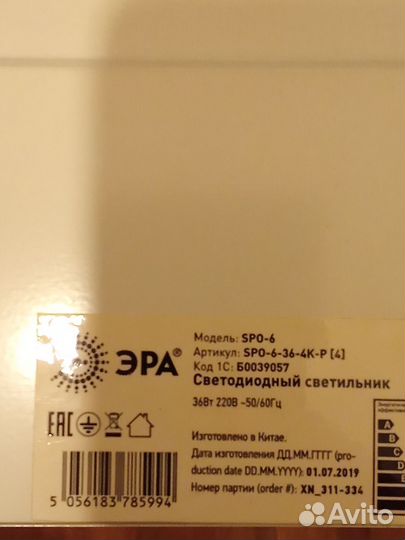 ЭРА®
Модель: SPO-6
Артикул: SPO-6-36-4K-P [4]
Код 1С: Б0039057
Светодиодный светильник
36Вт 220В ~50/60Гц
EAC
Изготовлено в Китае.
Дата изготовления ДД.ММ.ГГГГ (pro-
duction date DD.MM.YYYY): 01.07.2019
Номер партии (order #): XN_311-334
5 056183 785994
A
B
C
Avito